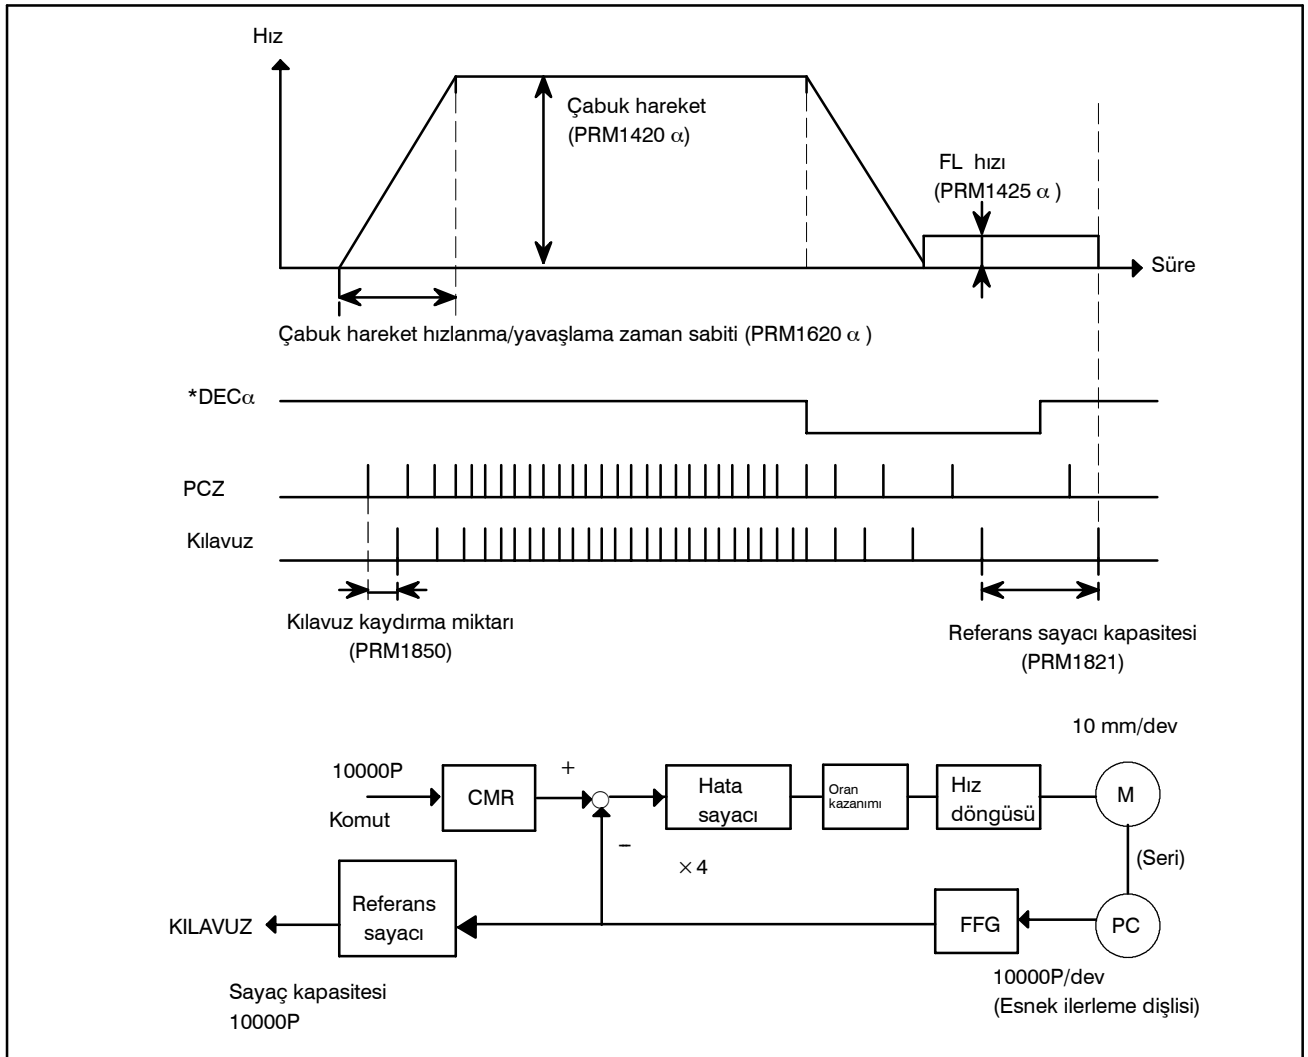 Hız
Çabuk hareket
(PRM1420 α)
FL hızı
(PRM1425 α )
Süre
Çabuk hareket hızlanma/yavaşlama zaman sabiti (PRM1620 α )
*DECα
PCZ
Kılavuz
Kılavuz kaydırma miktarı
(PRM1850)
Referans sayacı kapasitesi
(PRM1821)
10 mm/dev
10000P
Komut
CMR
+
−
Hata
sayacı
Oran
kazanımı
Hız
döngüsü
M
× 4
(Seri)
KILAVUZ
Referans
sayacı
FFG
PC
Sayaç kapasitesi
10000P
10000P/dev
(Esnek ilerleme dişlisi)